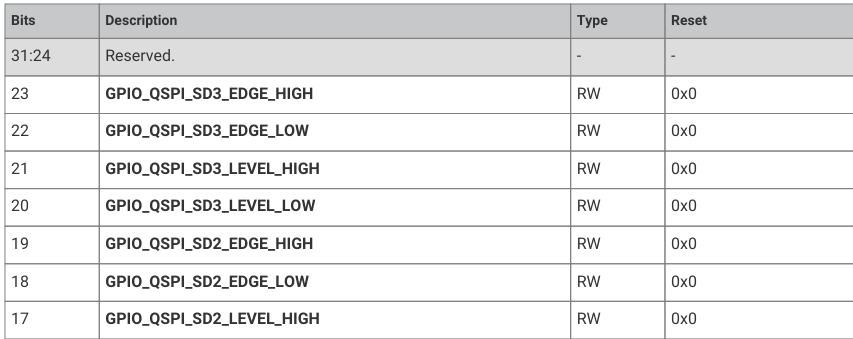 Bits Description Type Reset
31:24 Reserved. - -
23 GPIO_QSPI_SD3_EDGE_HIGH RW 0x0
22 GPIO_QSPI_SD3_EDGE_LOW RW 0x0
21 GPIO_QSPI_SD3_LEVEL_HIGH RW 0x0
20 GPIO_QSPI_SD3_LEVEL_LOW RW 0x0
19 GPIO_QSPI_SD2_EDGE_HIGH RW 0x0
18 GPIO_QSPI_SD2_EDGE_LOW RW 0x0
17 GPIO_QSPI_SD2_LEVEL_HIGH RW 0x0